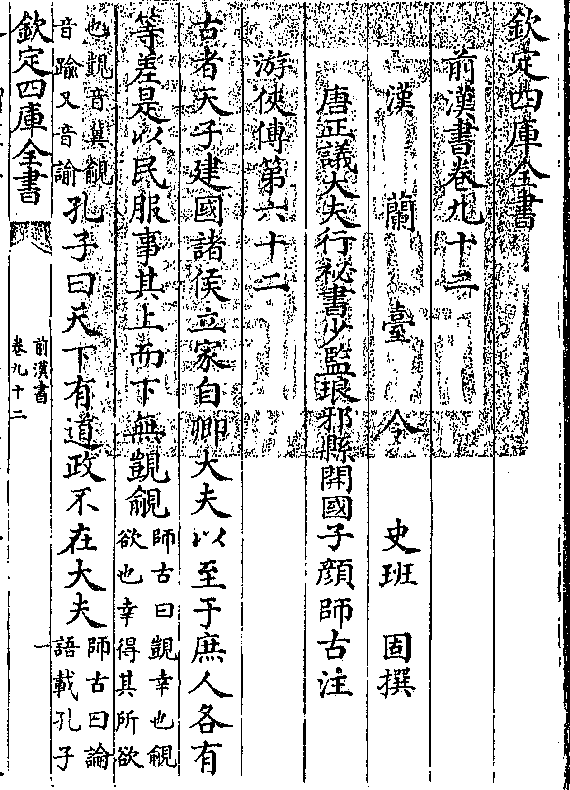 欽定四庫全書
前漢書卷九十二
漢蘭臺令史班固撰
唐正議大夫行祕書少監琅邪縣開國子顔師古注
游俠傳第六十二
古者天子建國諸侯立家自卿大夫以至于庶人各有
等差是以民服事其上而下無覬覦師古曰覬幸也覦欲也幸得其所欲
也覬音冀覦音踰又音諭孔子曰天下有道政不在大夫師古曰論語載孔子
欽定四庫全書
前漢書
卷九十二
一